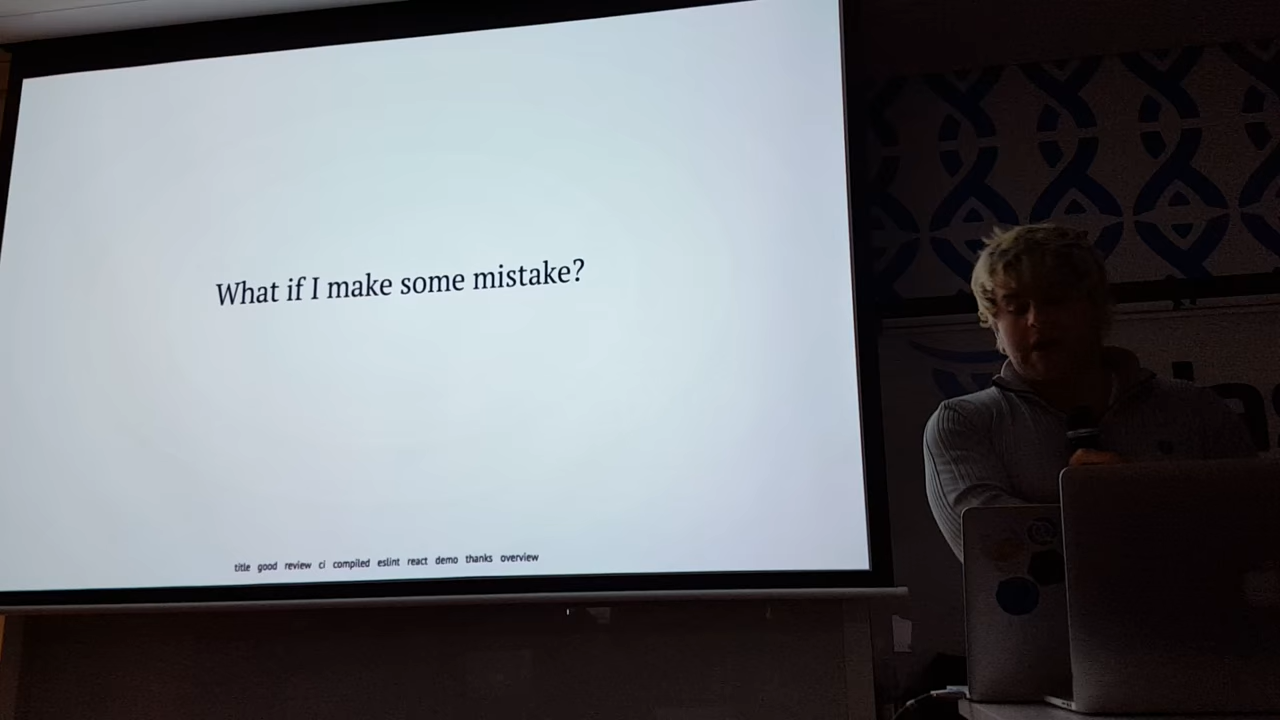 What if I make some mistake?
title good review ci compiled eslint react demo thanks overview